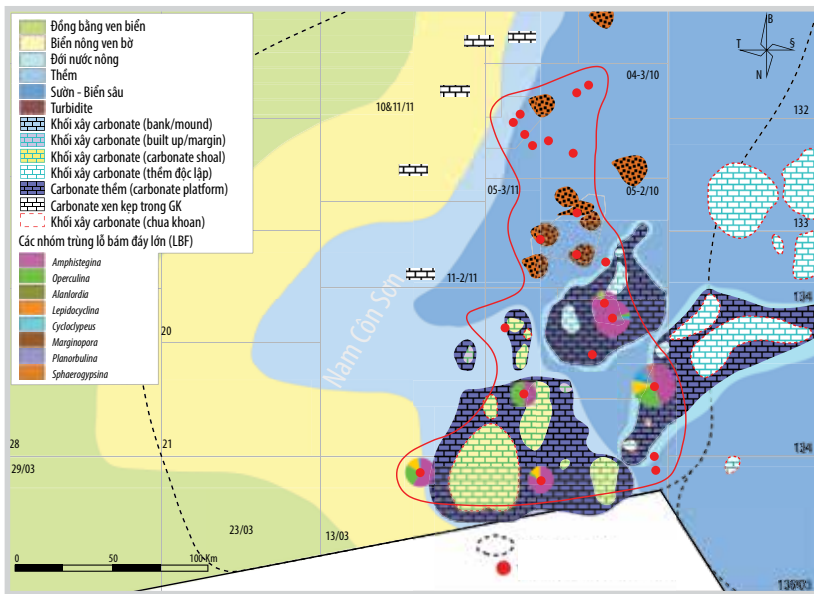 Đồng bằng ven biển
Biển nông ven bờ
Đới nước nông
Thềm
Sườn - Biển sâu
Turbidite
Khối xây carbonate (bank/mound)
Khối xây carbonate (built up/margin)
Khối xây carbonate (carbonate shoal)
Khối xây carbonate (thềm độc lập)
Carbonate thềm (carbonate platform)
Carbonate xen kẹp trong GK
Khối xây carbonate (chua khoan)
Các nhóm trùng lỗ bám đáy lớn (LBF)
Amphistegina
Operculina
Alanlordia
Lepidocyclina
Cycloclypeus
Marginopora
Planorbulina
Sphaerogypsina
B
T
N
04-3/10
10&11/11
132
05-3/11
05-2/10
133
11-2/11
134
20
Nam Côn Sơn
28
21
29/03
134
23/03
13/03
0 50 100 Km